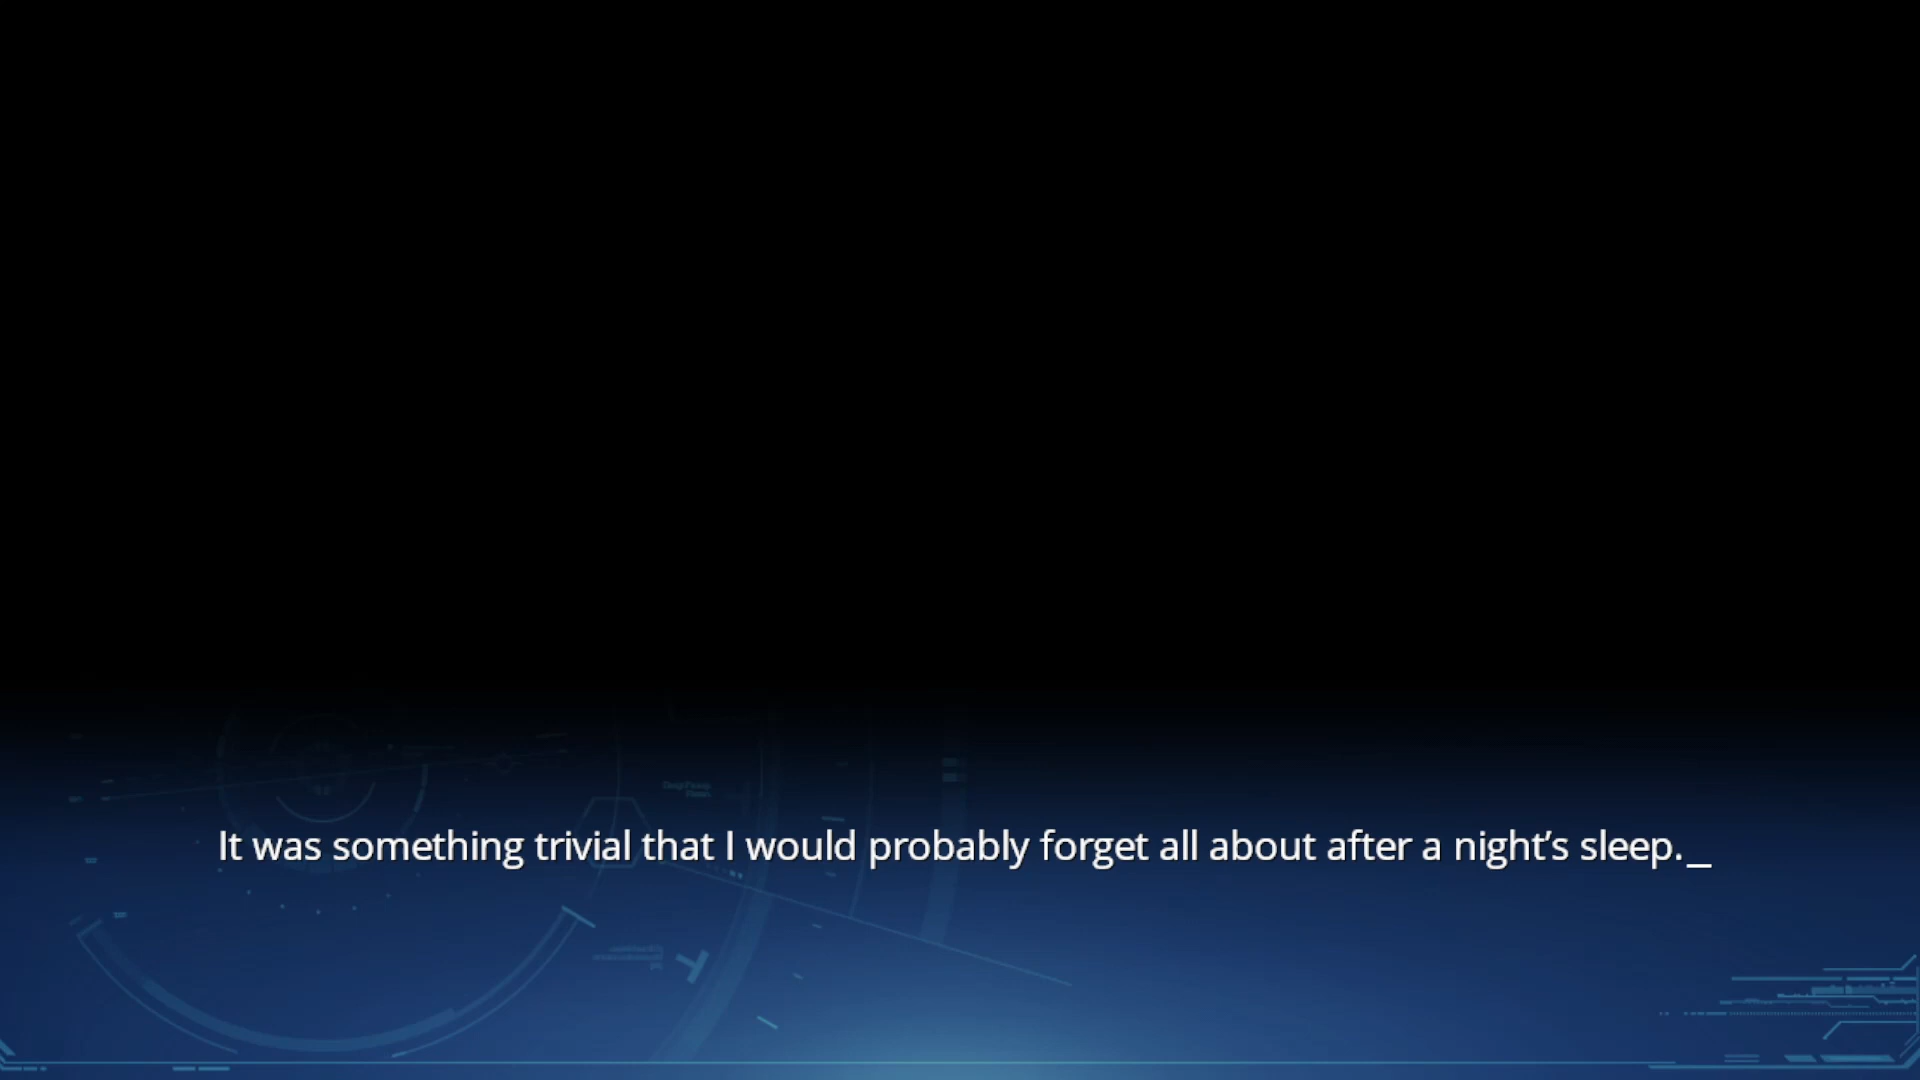 It was something trivial that I would probably forget all about after a night’s sleep._